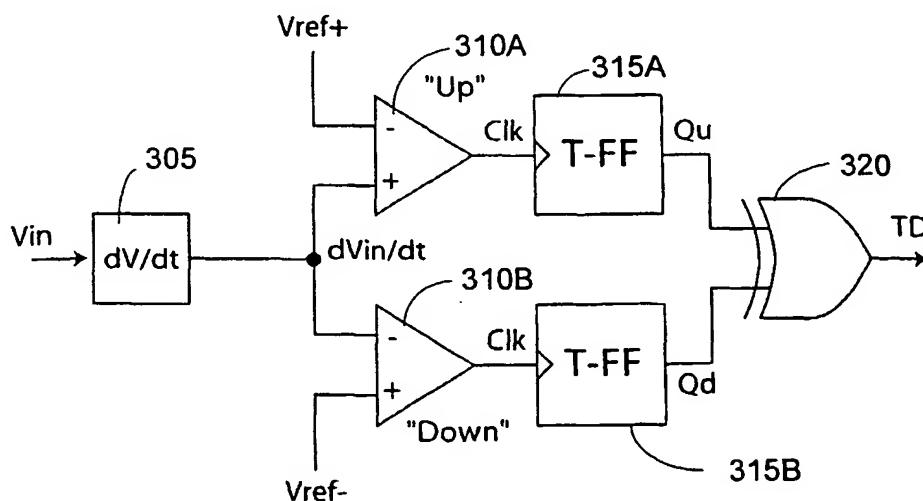 Vref+
310A
"Up"
315A
-
+
Clk
T-FF
Qu
320
TD
305
Vin
dV/dt
dVin/dt
310B
-
+
Clk
T-FF
Qd
"Down"
315B
Vref-